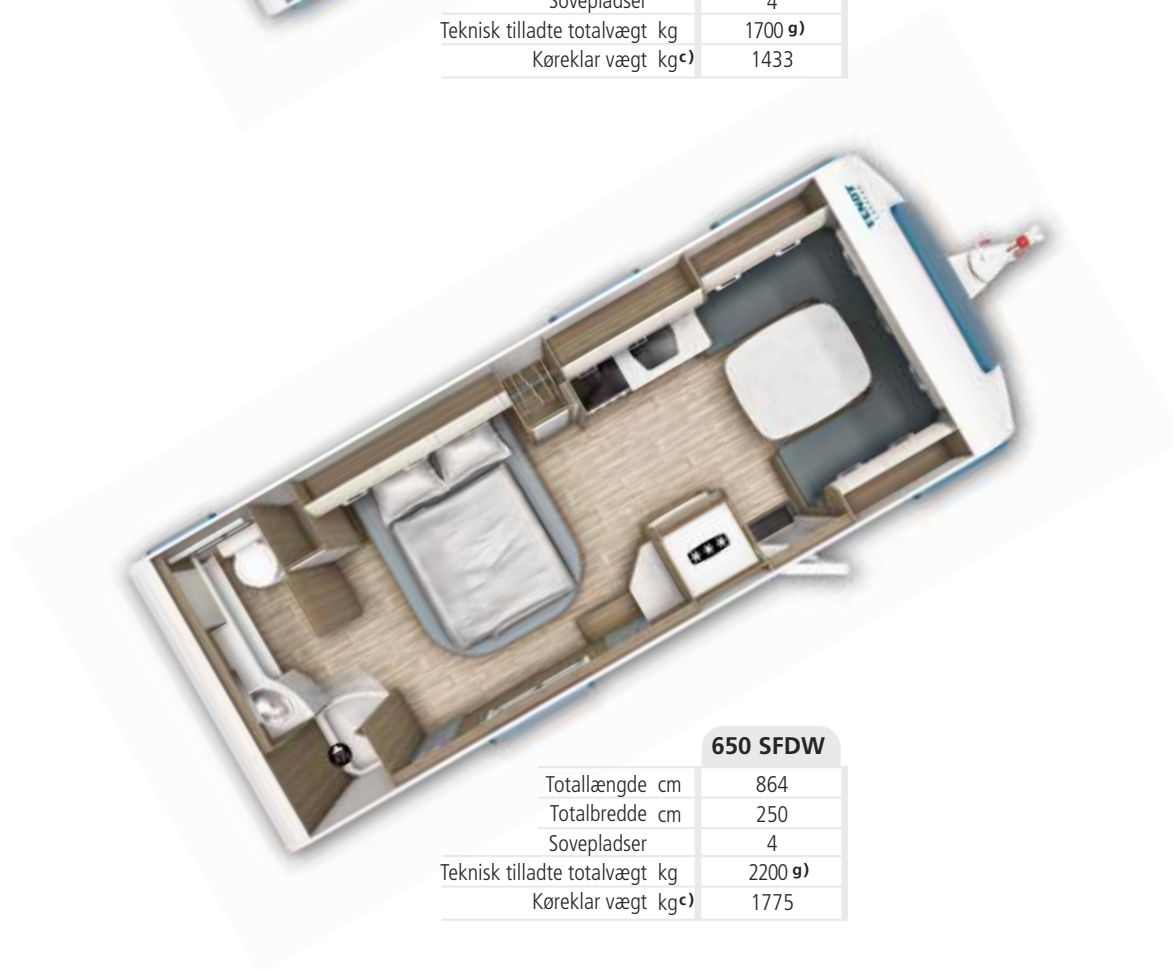 Sovepladser 4
Teknisk tilladte totalvægt kg 1700 g)
Køreklar vægt kg c) 1433
650 SFDW
Totallængde cm 864
Totalbredde cm 250
Sovepladser 4
Teknisk tilladte totalvægt kg 2200 g)
Køreklar vægt kg c) 1775